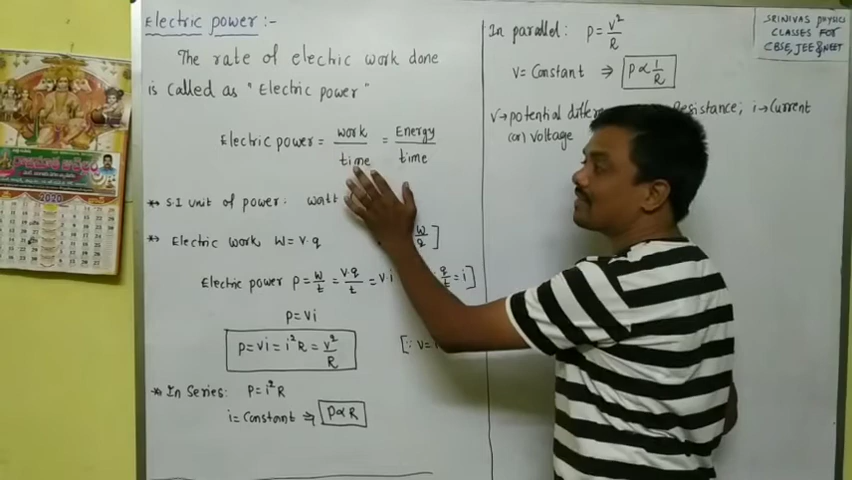 Electric power :-
The rate of electric work done
is called as "Electric power"
Electric power = work / time = Energy / time
** S.I unit of power: watt
** Electric work W = V·q
w/q]
Electric power P = w/t = V·q/t = V·i q/t = i]
P = Vi
P = Vi = i²R = V²/R
[∵ V = i
** In Series: P = i²R
i = Constant ⇒ P ∝ R
In parallel: P = V²/R
V = Constant ⇒ P ∝ 1/R
V → potential differe Resistance; i → Current
(or) voltage
SRINIVAS PHYSICS
CLASSES FOR
CBSE, JEE & NEET
2020